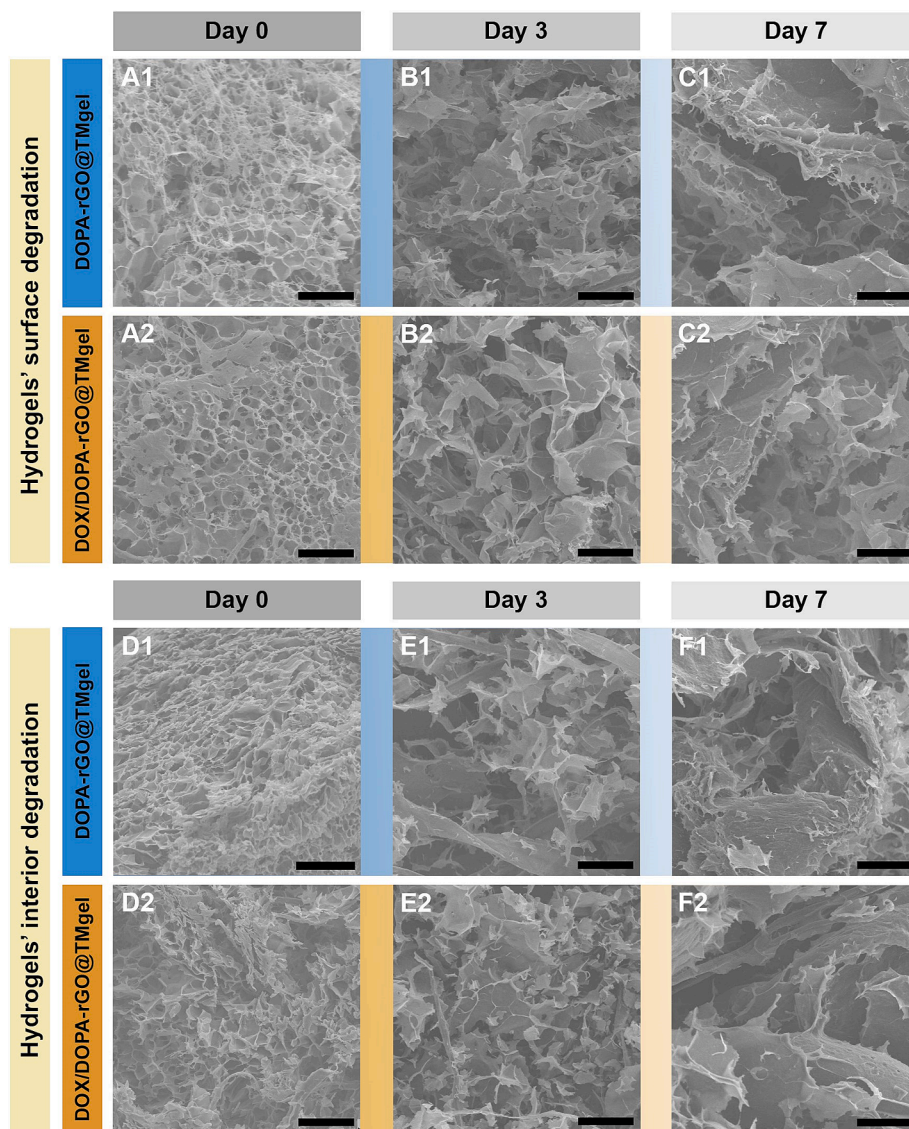 Day 0
Day 3
Day 7
Hydrogels’ surface degradation
DOPA-rGO@TMgel
A1
B1
C1
DOX/DOPA-rGO@TMgel
A2
B2
C2
Day 0
Day 3
Day 7
Hydrogels’ interior degradation
DOPA-rGO@TMgel
D1
E1
F1
DOX/DOPA-rGO@TMgel
D2
E2
F2